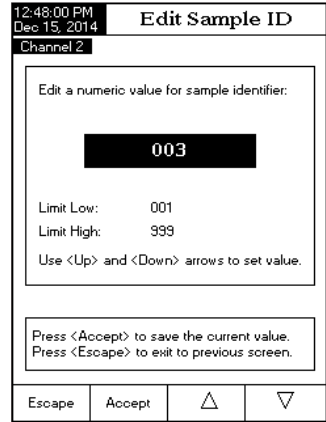 12:48:00 PM
Dec 15, 2014
Edit Sample ID
Channel 2
Edit a numeric value for sample identifier:
003
Limit Low: 001
Limit High: 999
Use <Up> and <Down> arrows to set value.
Press <Accept> to save the current value.
Press <Escape> to exit to previous screen.
Escape Accept △ ▽